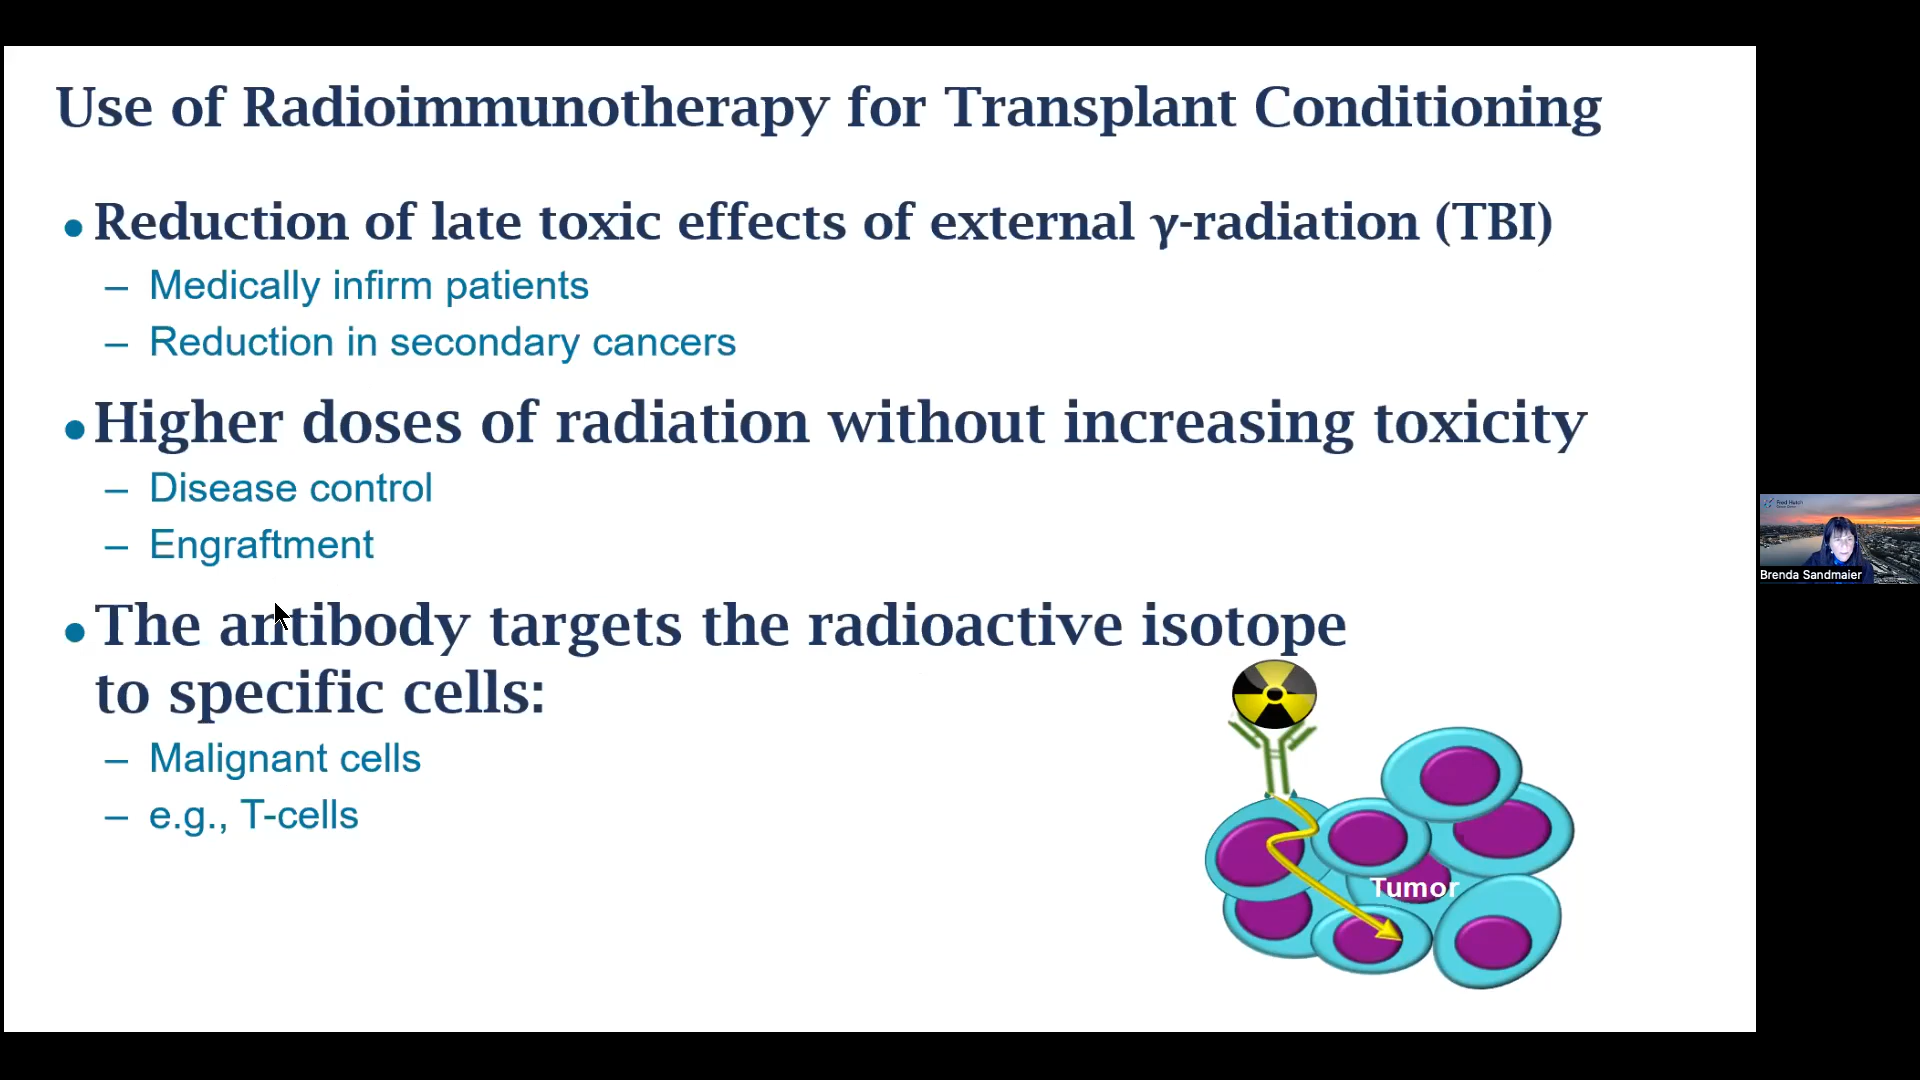 Use of Radioimmunotherapy for Transplant Conditioning
• Reduction of late toxic effects of external γ-radiation (TBI)
– Medically infirm patients
– Reduction in secondary cancers
• Higher doses of radiation without increasing toxicity
– Disease control
– Engraftment
• The antibody targets the radioactive isotope
to specific cells:
– Malignant cells
– e.g., T-cells
Tumor
Fred Hutch
Brenda Sandmaier